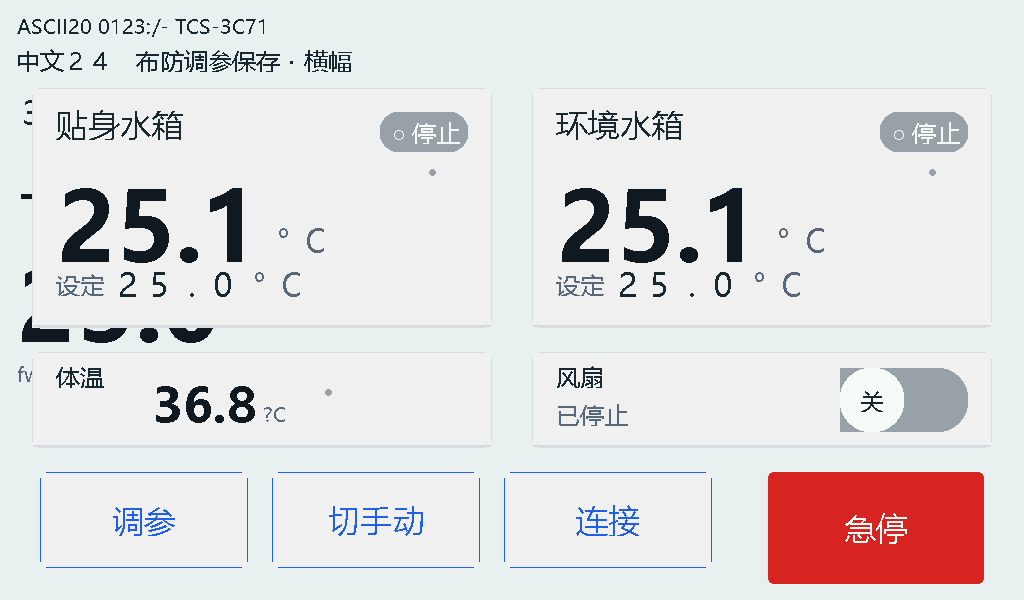 ASCII20 0123:/- TCS-3C71
中文２４　布防调参保存·横幅
贴身水箱
○ 停止
25.1 ° C
设定 25.0 ° C
环境水箱
○ 停止
25.1 ° C
设定 25.0 ° C
体温
36.8 ?C
风扇
已停止
关
调参
切手动
连接
急停